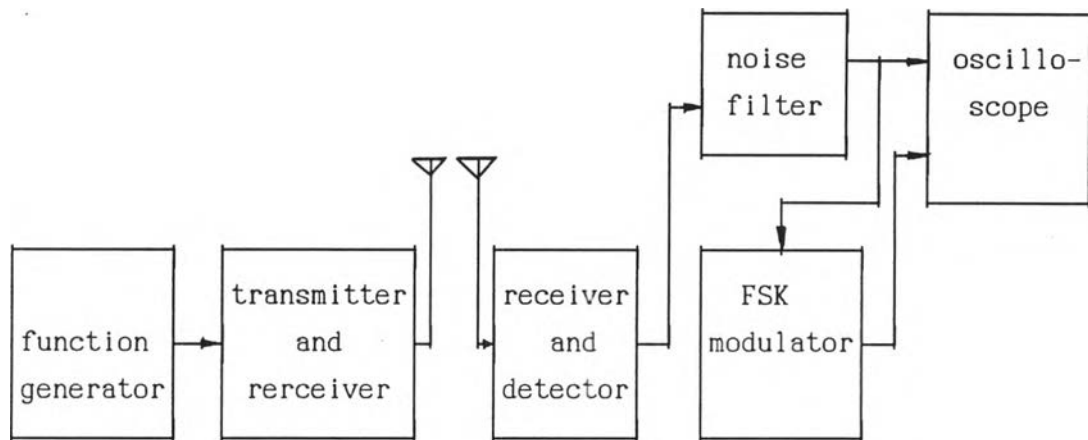 function
generator
transmitter
and
rerceiver
receiver
and
detector
noise
filter
FSK
modulator
oscillo-
scope